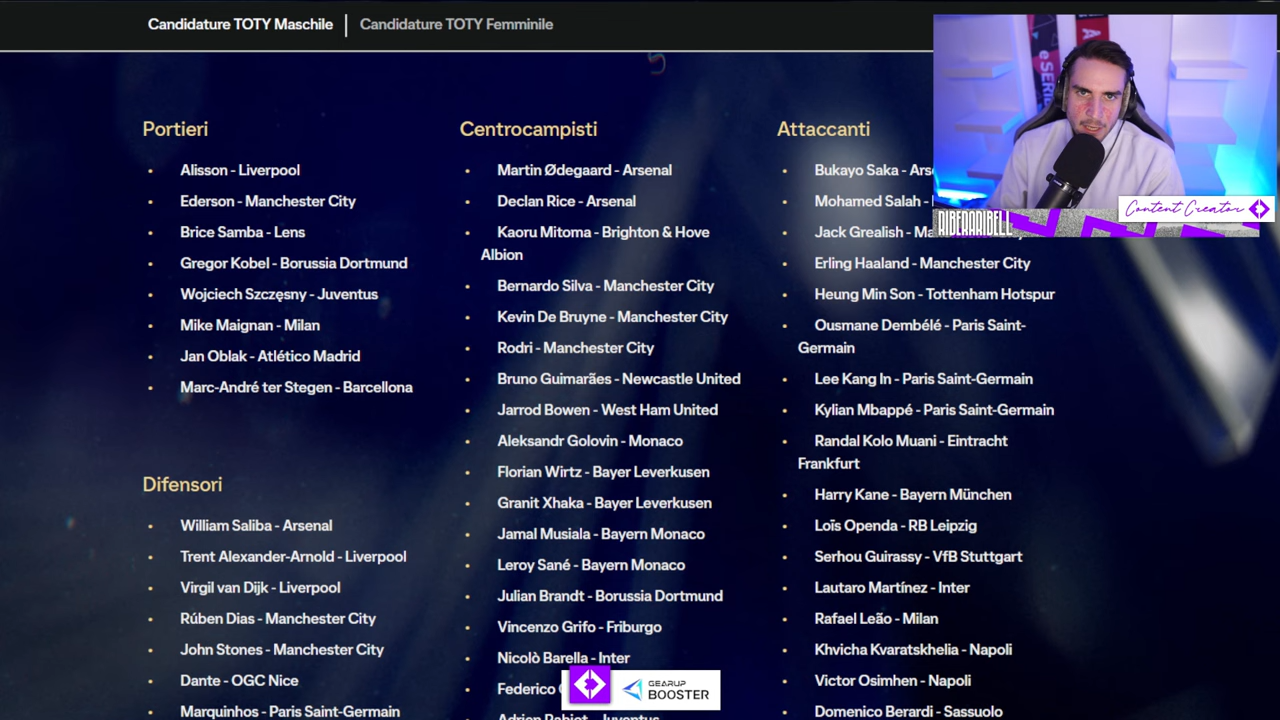 Candidature TOTY Maschile
Candidature TOTY Femminile
Portieri
Alisson - Liverpool
Ederson - Manchester City
Brice Samba - Lens
Gregor Kobel - Borussia Dortmund
Wojciech Szczęsny - Juventus
Mike Maignan - Milan
Jan Oblak - Atlético Madrid
Marc-André ter Stegen - Barcellona
Difensori
William Saliba - Arsenal
Trent Alexander-Arnold - Liverpool
Virgil van Dijk - Liverpool
Rúben Dias - Manchester City
John Stones - Manchester City
Dante - OGC Nice
Marquinhos - Paris Saint-Germain
Centrocampisti
Martin Ødegaard - Arsenal
Declan Rice - Arsenal
Kaoru Mitoma - Brighton & Hove
Albion
Bernardo Silva - Manchester City
Kevin De Bruyne - Manchester City
Rodri - Manchester City
Bruno Guimarães - Newcastle United
Jarrod Bowen - West Ham United
Aleksandr Golovin - Monaco
Florian Wirtz - Bayer Leverkusen
Granit Xhaka - Bayer Leverkusen
Jamal Musiala - Bayern Monaco
Leroy Sané - Bayern Monaco
Julian Brandt - Borussia Dortmund
Vincenzo Grifo - Friburgo
Nicolò Barella - Inter
Federico
Adrien Rabiot - Juventus
Attaccanti
Bukayo Saka -
Mohamed Salah -
Jack Grealish -
Erling Haaland - Manchester City
Heung Min Son - Tottenham Hotspur
Ousmane Dembélé - Paris Saint-
Germain
Lee Kang In - Paris Saint-Germain
Kylian Mbappé - Paris Saint-Germain
Randal Kolo Muani - Eintracht
Frankfurt
Harry Kane - Bayern München
Loïs Openda - RB Leipzig
Serhou Guirassy - VfB Stuttgart
Lautaro Martínez - Inter
Rafael Leão - Milan
Khvicha Kvaratskhelia - Napoli
Victor Osimhen - Napoli
Domenico Berardi - Sassuolo
Content Creator
GEARUP
BOOSTER